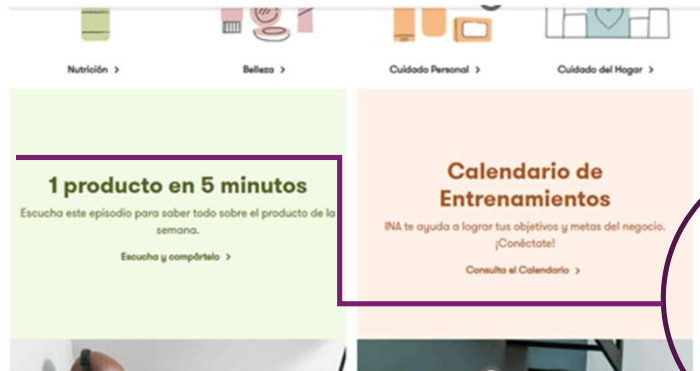 Nutrición >
Belleza >
Cuidado Personal >
Cuidado del Hogar >
1 producto en 5 minutos
Escucha este episodio para saber todo sobre el producto de la
semana.
Escucha y compártelo >
Calendario de
Entrenamientos
INA te ayuda a lograr tus objetivos y metas del negocio.
¡Conéctate!
Consulta el Calendario >